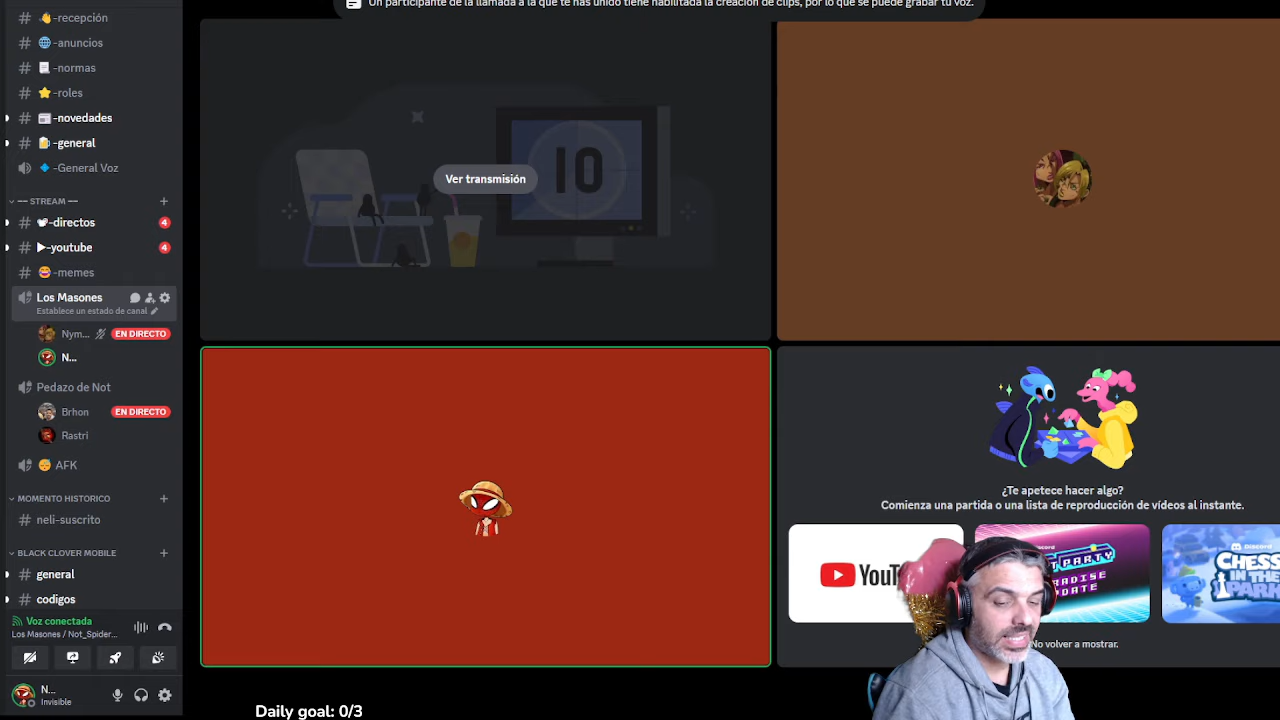 Un participante de la llamada a la que te has unido tiene habilitada la creación de clips, por lo que se puede grabar tu voz.
# -recepción
# -anuncios
# -normas
# -roles
# -novedades
# -general
-General Voz
== STREAM ==
# -directos 4
# -youtube 4
# -memes
Los Masones
Establece un estado de canal
Nym... EN DIRECTO
N...
Pedazo de Not
Brhon EN DIRECTO
Rastri
AFK
MOMENTO HISTORICO
# neli-suscrito
BLACK CLOVER MOBILE
# general
# codigos
Voz conectada
Los Masones / Not_Spider...
N...
Invisible
Ver transmisión
10
¿Te apetece hacer algo?
Comienza una partida o una lista de reproducción de vídeos al instante.
YouT
PARTY
Discord
CHESS
IN THE
PARK
No volver a mostrar.
Daily goal: 0/3